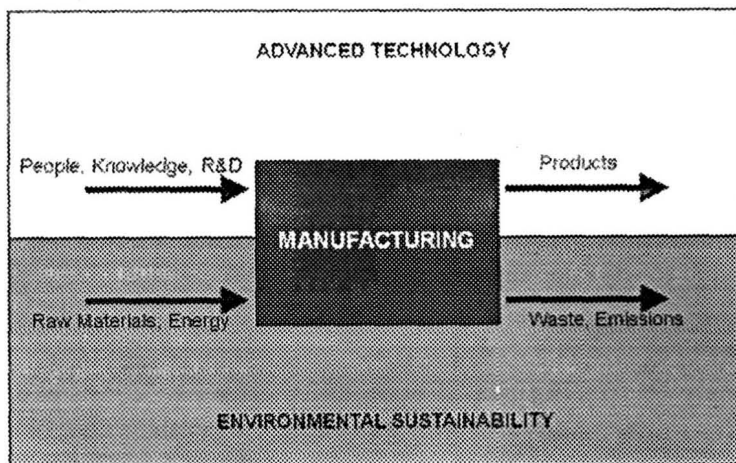 ADVANCED TECHNOLOGY
People, Knowledge, R&D
Products
MANUFACTURING
Raw Materials, Energy
Waste, Emissions
ENVIRONMENTAL SUSTAINABILITY